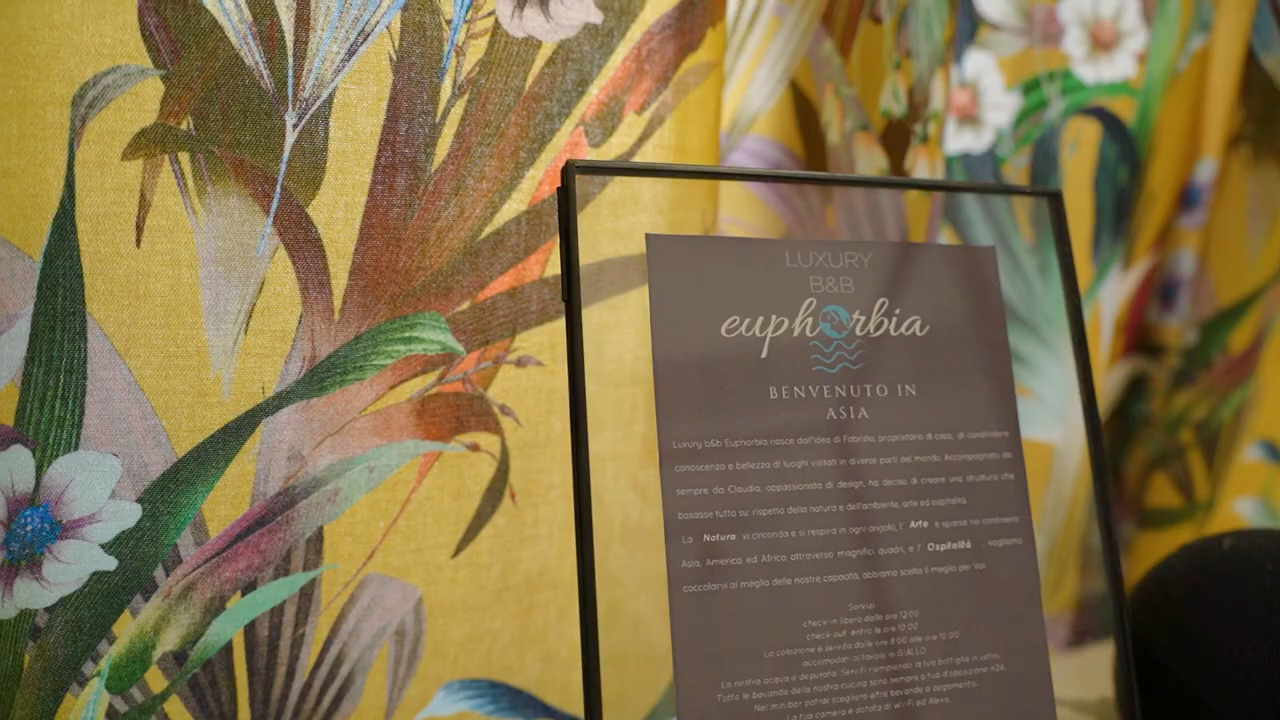 LUXURY
B&B
euphorbia
BENVENUTO IN
ASIA
Luxury b&b Euphorbia nasce dall'idea di Fabrizio, proprietario di casa, di condividere
conoscenza e bellezza di luoghi visitati in diverse parti del mondo. Accompagnato da
sempre da Claudia, appassionata di design, ha deciso di creare una struttura che
basasse tutto su: rispetto della natura e dell'ambiente, arte ed ospitalità.
La Natura vi circonda e si respira in ogni angolo, l' Arte è sparsa nei continenti
Asia, America ed Africa attraverso magnifici quadri, e l' Ospitalità , vogliamo
coccolarvi al meglio delle nostre capacità, abbiamo scelto il meglio per Voi.
Servizi
check-in libero dalle ore 12:00
check-out entro le ore 10:00
La colazione è servita dalle ore 8:00 alle ore 10:00
accomodati al tavolo in GIALLO
La nostra acqua è depurata. Serviti riempiendo la tua bottiglia in vetro.
Tutte le bevande della nostra cucina sono sempre a tua disposizione h24.
Nel minibar potrai scegliere altre bevande a pagamento.
La tua camera è dotata di Wi-Fi ed Alexa.